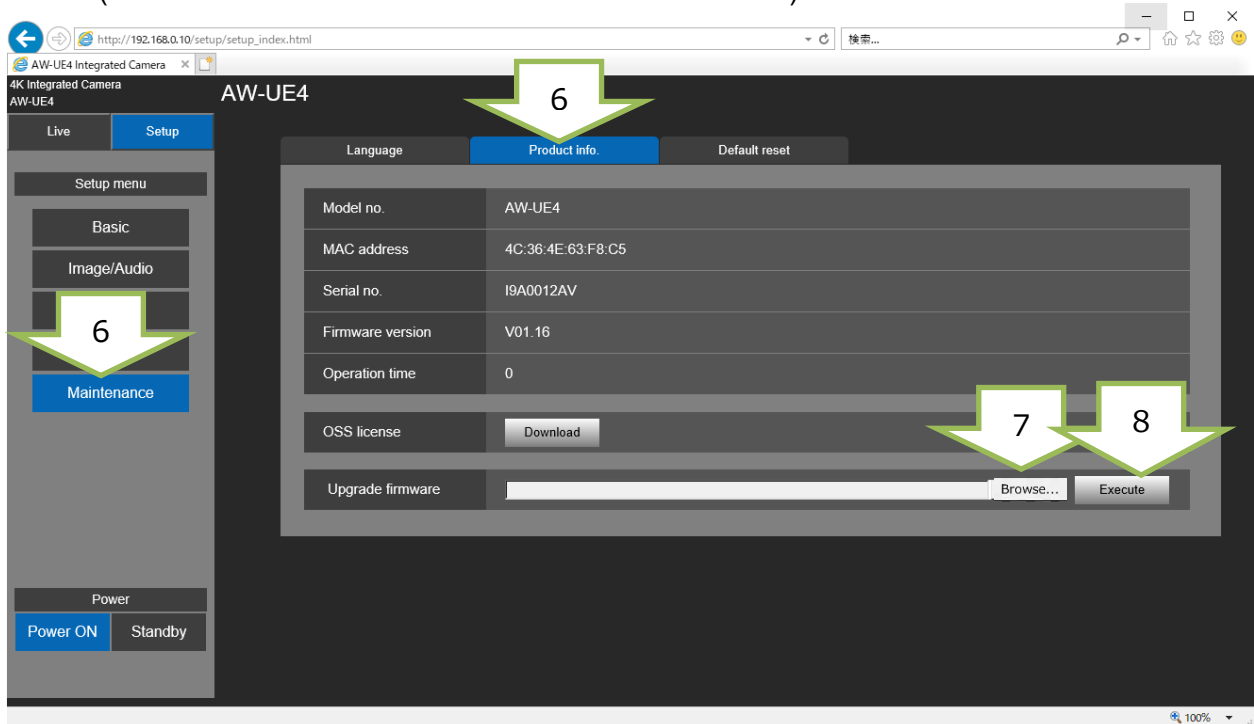 http://192.168.0.10/setup/setup_index.html
検索...
AW-UE4 Integrated Camera
4K Integrated Camera
AW-UE4
AW-UE4
6
Live
Setup
Language
Product info.
Default reset
Setup menu
Basic
Image/Audio
6
Maintenance
Model no.
AW-UE4
MAC address
4C:36:4E:63:F8:C5
Serial no.
I9A0012AV
Firmware version
V01.16
Operation time
0
7
8
OSS license
Download
Upgrade firmware
Browse...
Execute
Power
Power ON
Standby
100%